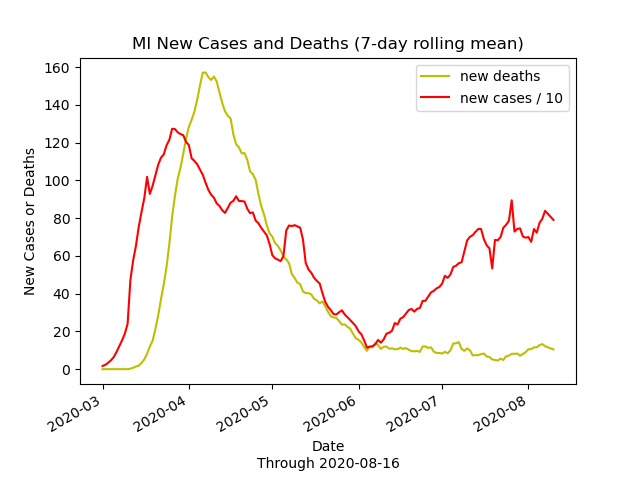 MI New Cases and Deaths (7-day rolling mean)
new deaths
new cases / 10
New Cases or Deaths
160
140
120
100
80
60
40
20
0
2020-03
2020-04
2020-05
2020-06
2020-07
2020-08
Date
Through 2020-08-16